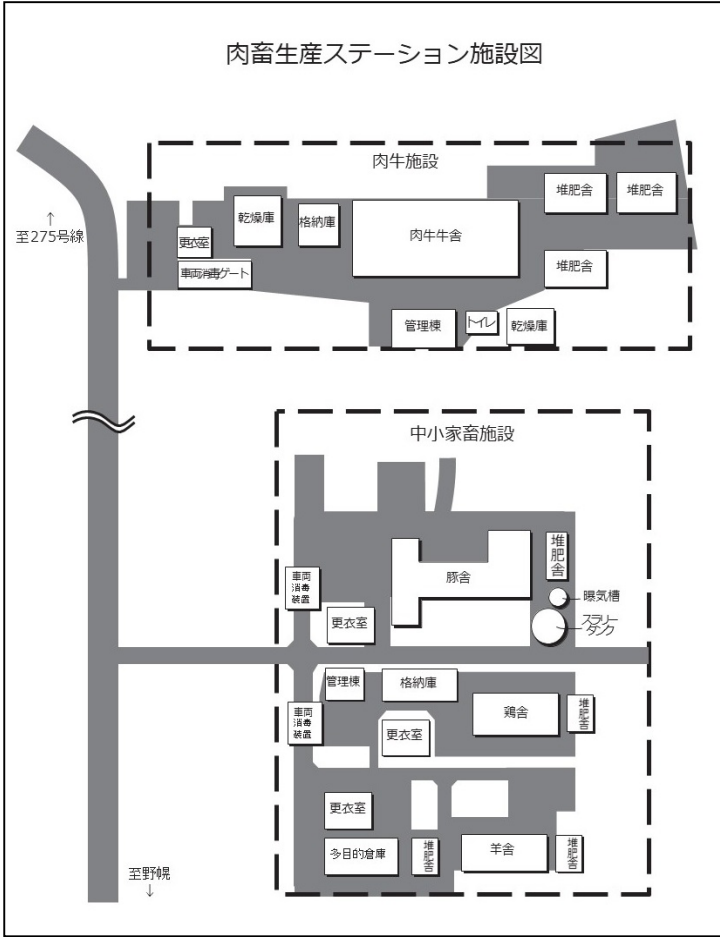 肉畜生産ステーション施設図
肉牛施設
堆肥舎
堆肥舎
乾燥庫
格納庫
肉牛牛舎
↑
至275号線
更衣室
車両消毒ゲート
堆肥舎
管理棟
トイレ
乾燥庫
中小家畜施設
堆肥舎
車両
消毒
装置
豚舎
曝気槽
更衣室
スラリー
タンク
管理棟
格納庫
車両
消毒
装置
鶏舎
堆肥舎
更衣室
更衣室
多目的倉庫
堆肥舎
羊舎
堆肥舎
至野幌
↓